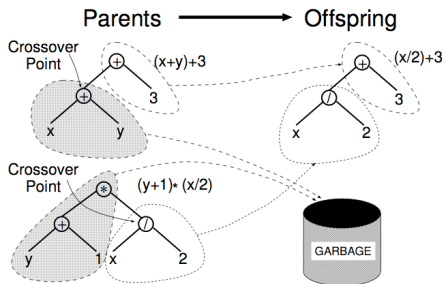 Parents
Offspring
Crossover
Point
+
(x+y)+3
+
3
x
y
+
(x/2)+3
/
3
x
2
Crossover
Point
(y+1)* (x/2)
*
+
/
y
1
x
2
GARBAGE